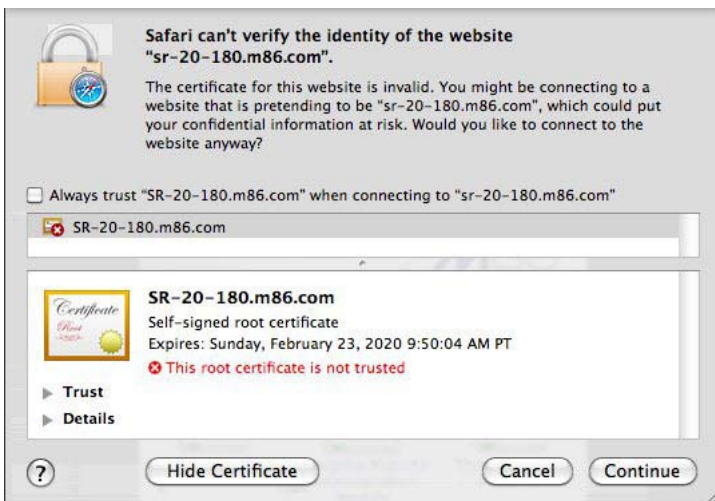 Safari can't verify the identity of the website
"sr-20-180.m86.com".
The certificate for this website is invalid. You might be connecting to a
website that is pretending to be "sr-20-180.m86.com", which could put
your confidential information at risk. Would you like to connect to the
website anyway?
Always trust "SR-20-180.m86.com" when connecting to "sr-20-180.m86.com"
SR-20-180.m86.com
Certificate
Root
SR-20-180.m86.com
Self-signed root certificate
Expires: Sunday, February 23, 2020 9:50:04 AM PT
This root certificate is not trusted
Trust
Details
? Hide Certificate Cancel Continue